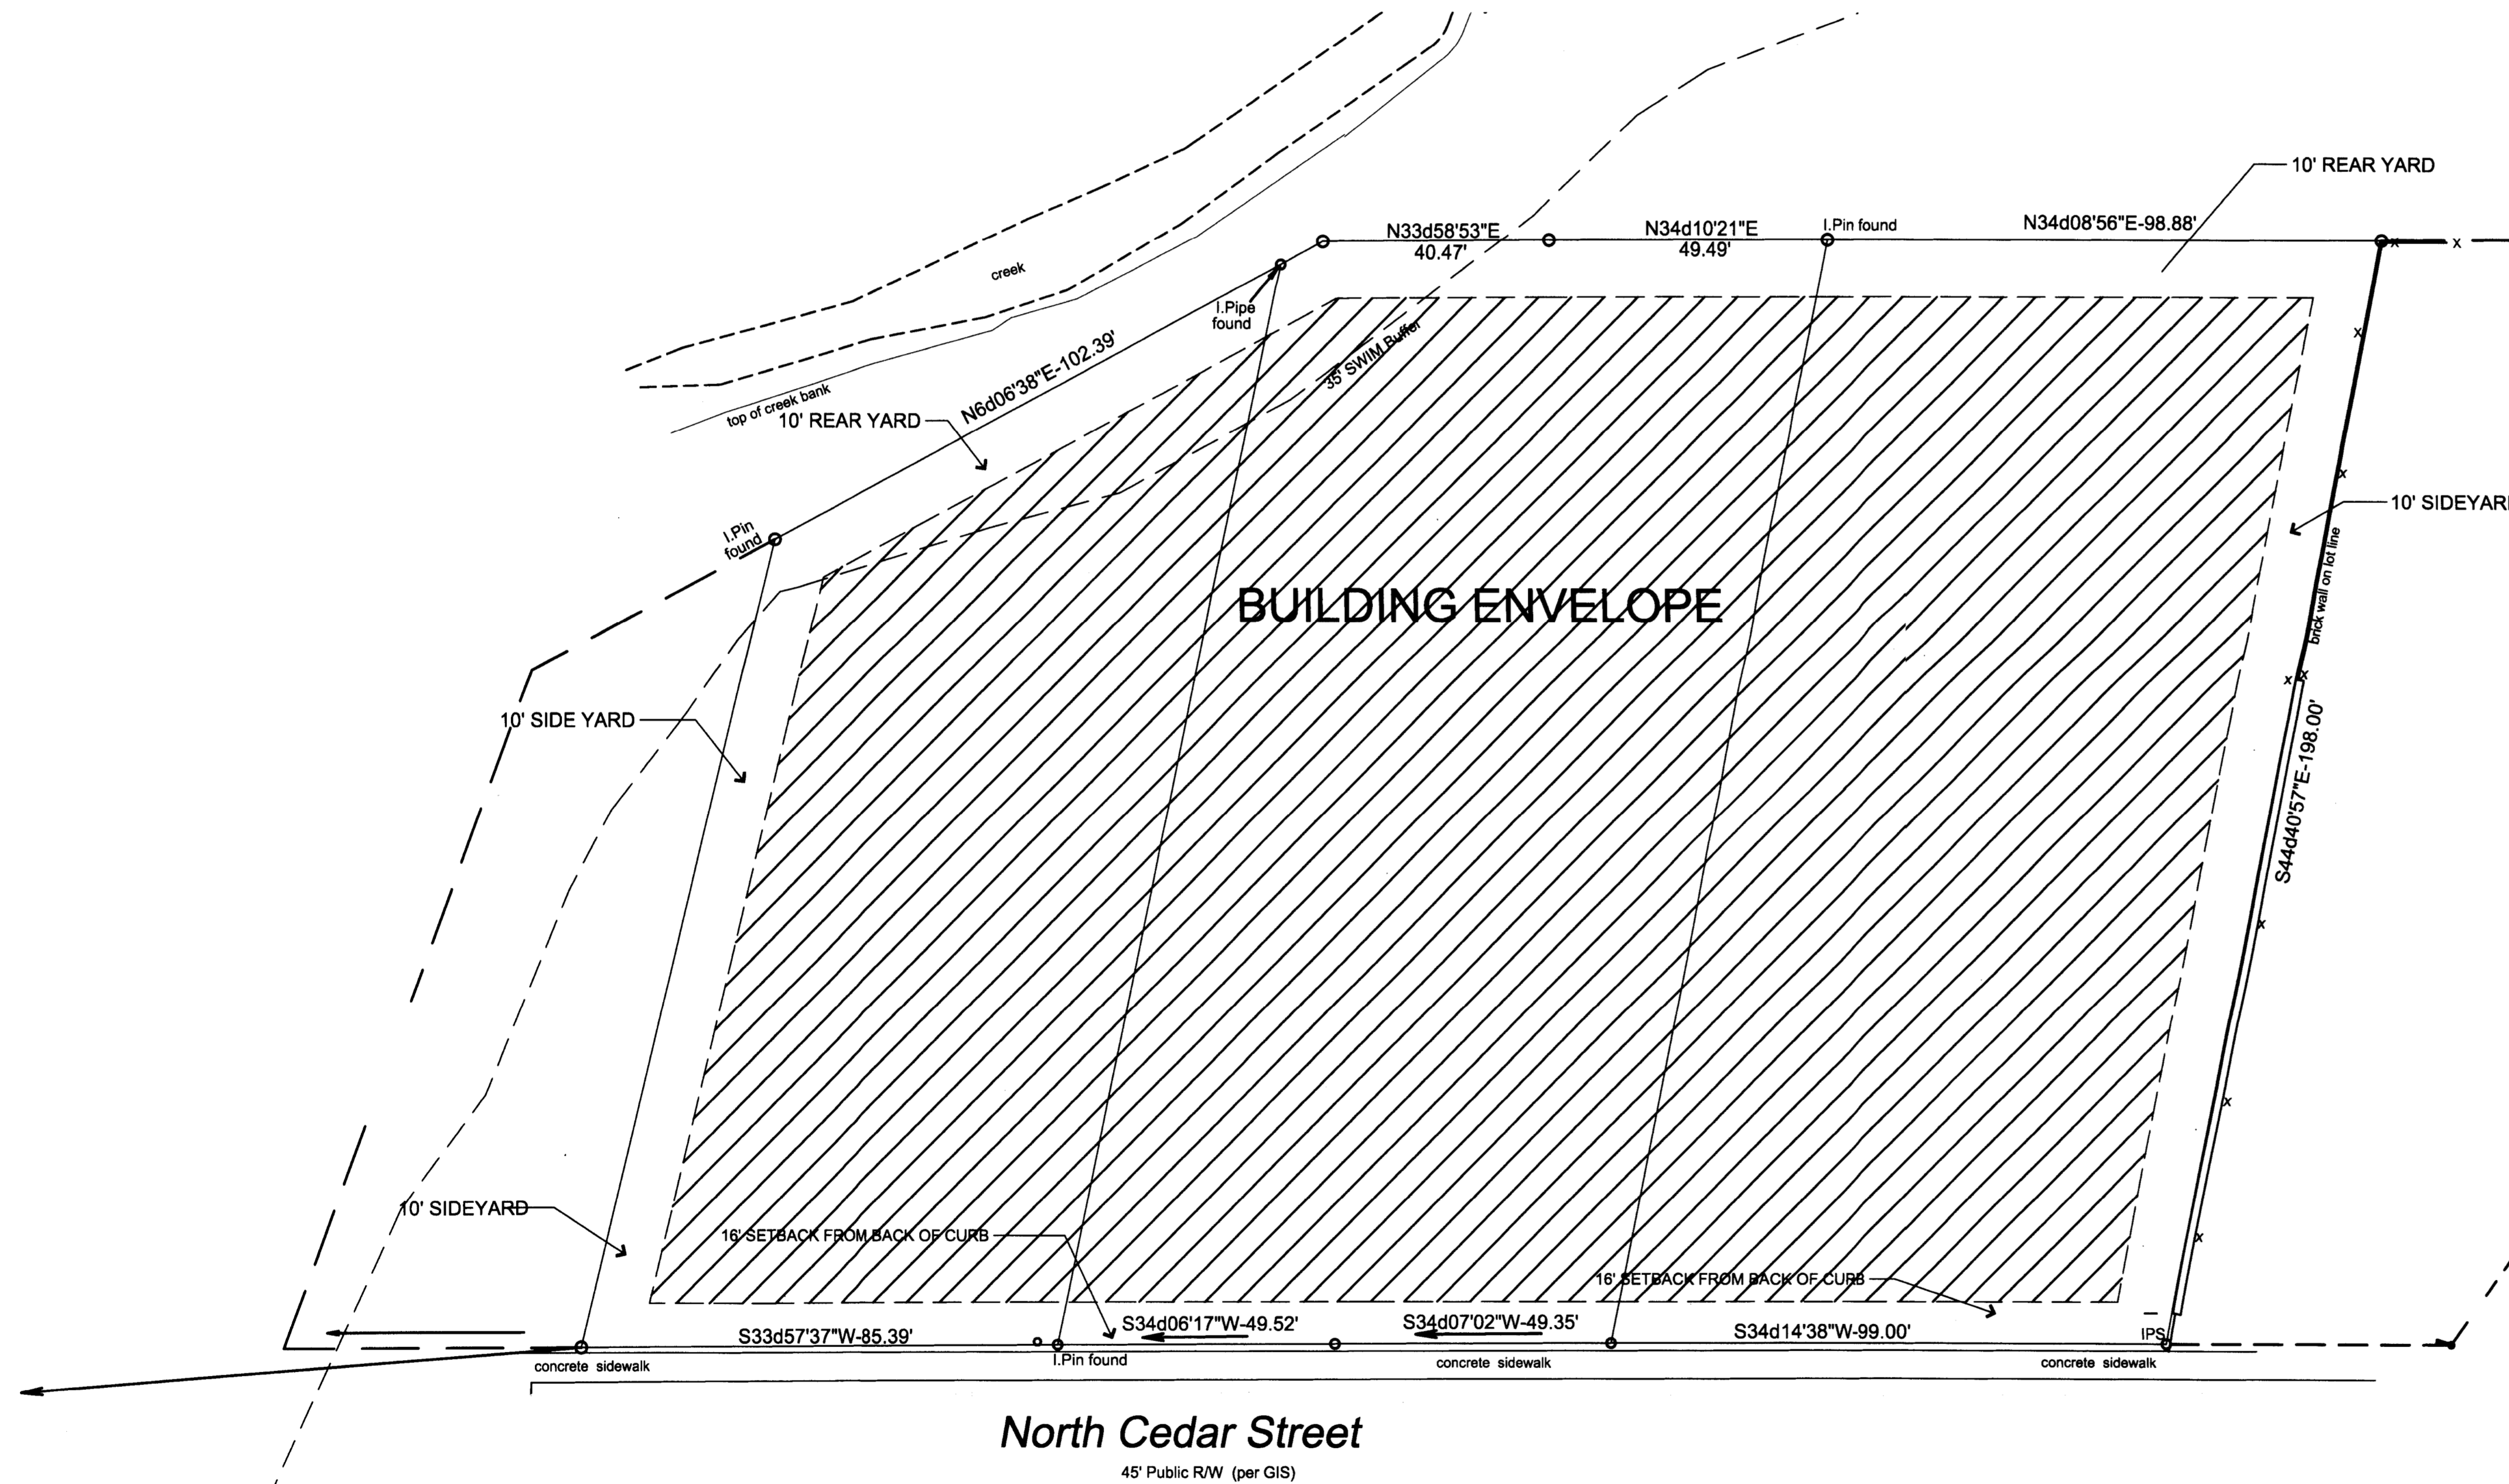 10' REAR YARD
N33d58'53"E
40.47'
N34d10'21"E
49.49'
I.Pin found
N34d08'56"E-98.88'
x
x
creek
I.Pipe
found
x
N6d06'38"E-102.39'
35' SWIM Buffer
top of creek bank
10' REAR YARD
x
10' SIDEYAR
I.Pin
found
brick wall on lot line
BUILDING ENVELOPE
x
x
10' SIDE YARD
S44d40'57"E-198.00'
x
x
10' SIDEYARD
16' SETBACK FROM BACK OF CURB
x
16' SETBACK FROM BACK OF CURB
S33d57'37"W-85.39'
S34d06'17"W-49.52'
S34d07'02"W-49.35'
S34d14'38"W-99.00'
IPS
concrete sidewalk
I.Pin found
concrete sidewalk
concrete sidewalk
North Cedar Street
45' Public R/W (per GIS)